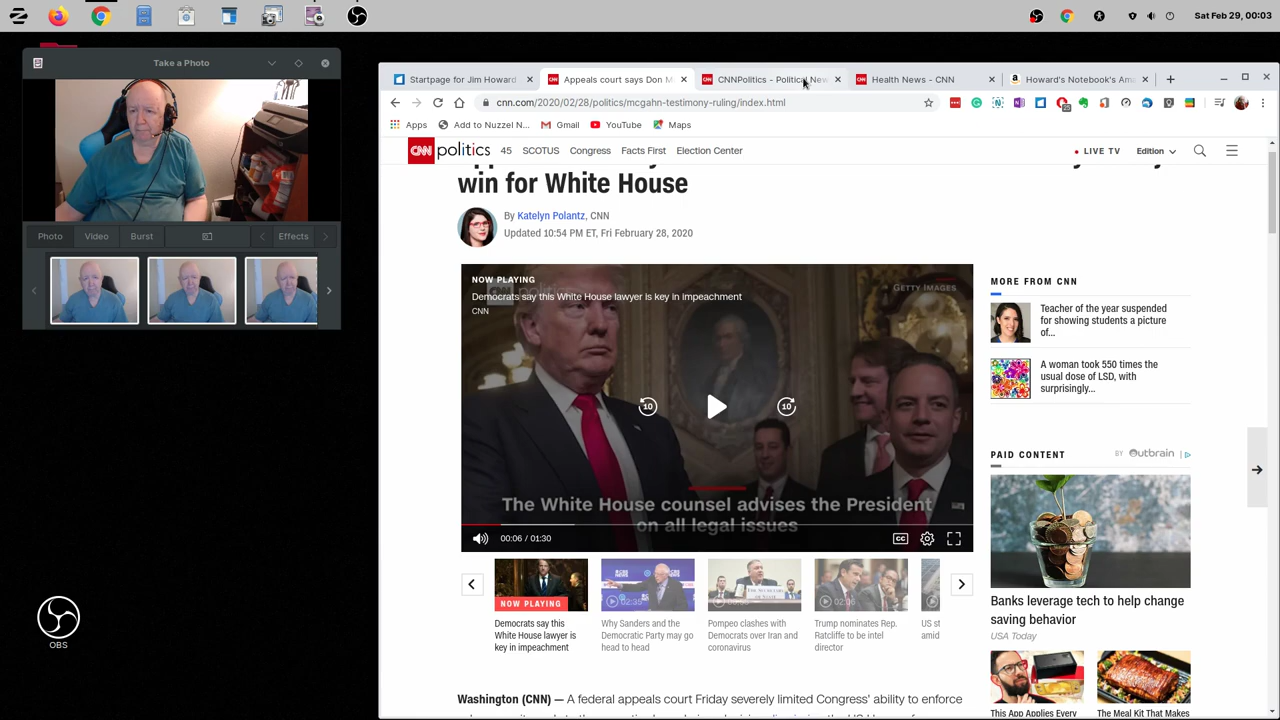 Sat Feb 29, 00:03
Take a Photo
Photo
Video
Burst
Effects
OBS
Startpage for Jim Howard
Appeals court says Don M
CNNPolitics - Political New
Health News - CNN
Howard's Notebook's Am
cnn.com/2020/02/28/politics/mcgahn-testimony-ruling/index.html
Apps
Add to Nuzzel N...
Gmail
YouTube
Maps
CNN politics
45
SCOTUS
Congress
Facts First
Election Center
LIVE TV
Edition
win for White House
By Katelyn Polantz, CNN
Updated 10:54 PM ET, Fri February 28, 2020
NOW PLAYING
Democrats say this White House lawyer is key in impeachment
CNN
GETTY IMAGES
10
10
The White House counsel advises the President
on all legal issues
00:06 / 01:30
CC
NOW PLAYING
Democrats say this
White House lawyer is
key in impeachment
02:35
Why Sanders and the
Democratic Party may go
head to head
Pompeo clashes with
Democrats over Iran and
coronavirus
02:06
Trump nominates Rep.
Ratcliffe to be intel
director
US st
amid
Washington (CNN) — A federal appeals court Friday severely limited Congress' ability to enforce
MORE FROM CNN
Teacher of the year suspended
for showing students a picture
of...
A woman took 550 times the
usual dose of LSD, with
surprisingly...
PAID CONTENT
BY Outbrain
Banks leverage tech to help change
saving behavior
USA Today
This App Applies Every
The Meal Kit That Makes